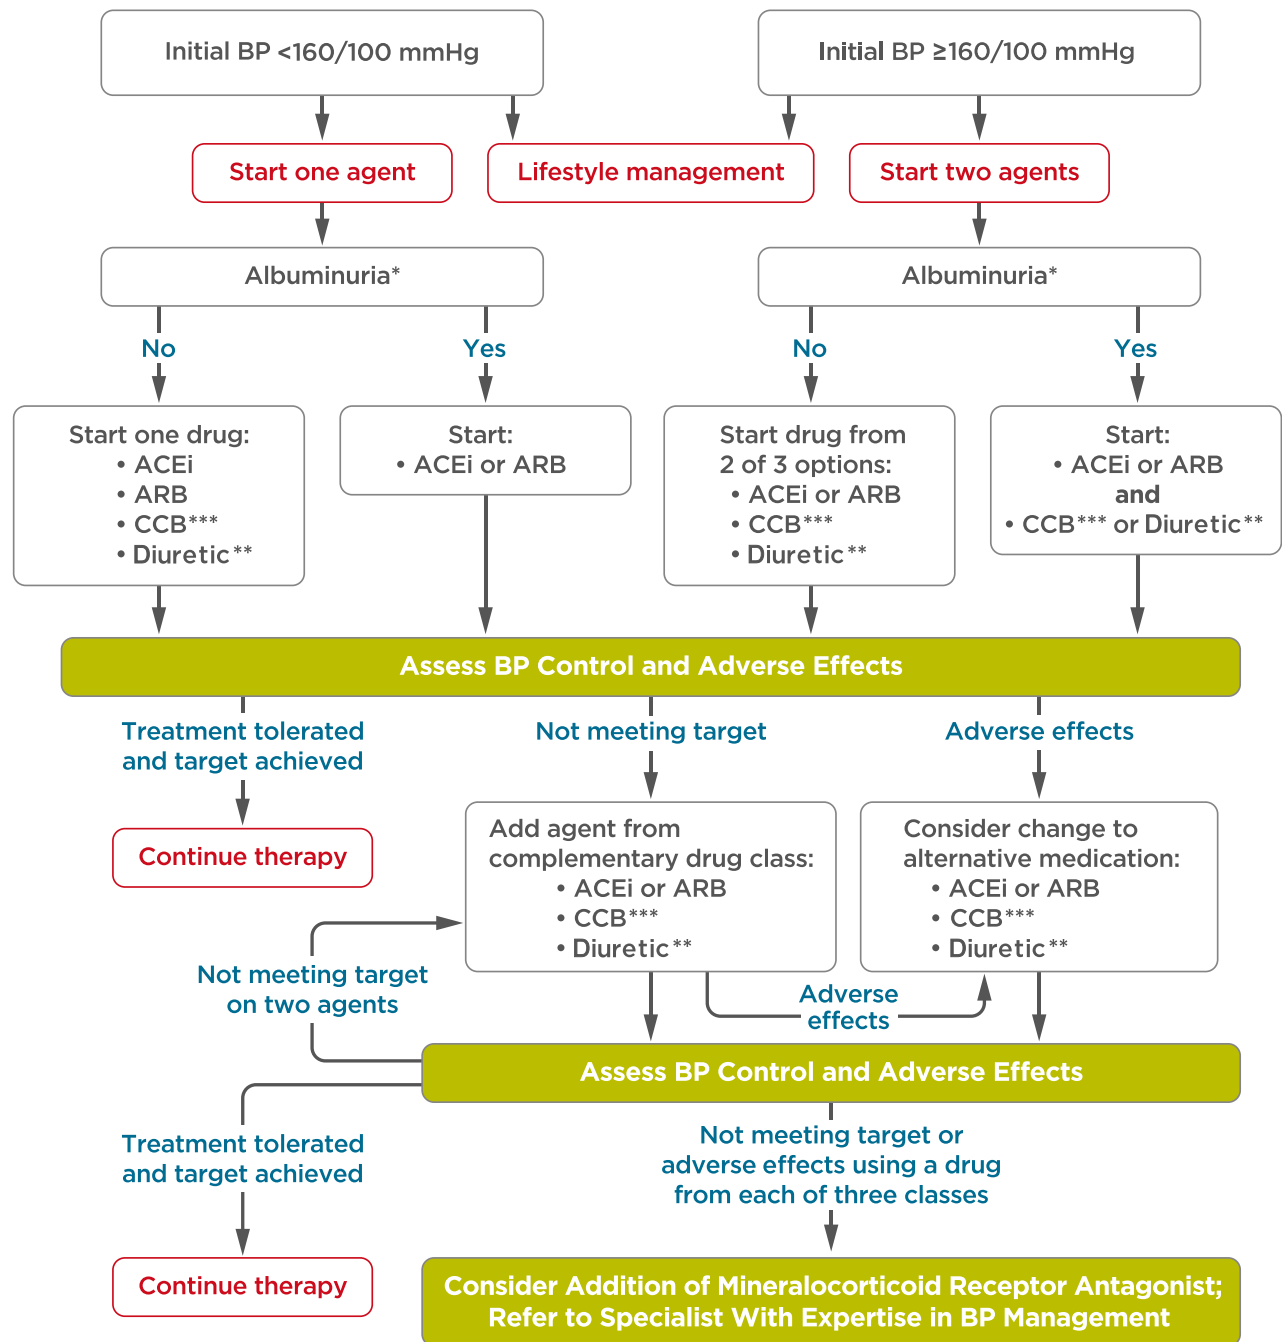 Initial BP <160/100 mmHg
Initial BP ≥160/100 mmHg
Start one agent
Lifestyle management
Start two agents
Albuminuria*
Albuminuria*
No
Yes
No
Yes
Start one drug:
• ACEi
• ARB
• CCB***
• Diuretic**
Start:
• ACEi or ARB
Start drug from
2 of 3 options:
• ACEi or ARB
• CCB***
• Diuretic**
Start:
• ACEi or ARB
and
• CCB*** or Diuretic**
Assess BP Control and Adverse Effects
Treatment tolerated
and target achieved
Not meeting target
Adverse effects
Continue therapy
Add agent from
complementary drug class:
• ACEi or ARB
• CCB***
• Diuretic**
Consider change to
alternative medication:
• ACEi or ARB
• CCB***
• Diuretic**
Not meeting target
on two agents
Adverse
effects
Assess BP Control and Adverse Effects
Treatment tolerated
and target achieved
Not meeting target or
adverse effects using a drug
from each of three classes
Continue therapy
Consider Addition of Mineralocorticoid Receptor Antagonist;
Refer to Specialist With Expertise in BP Management